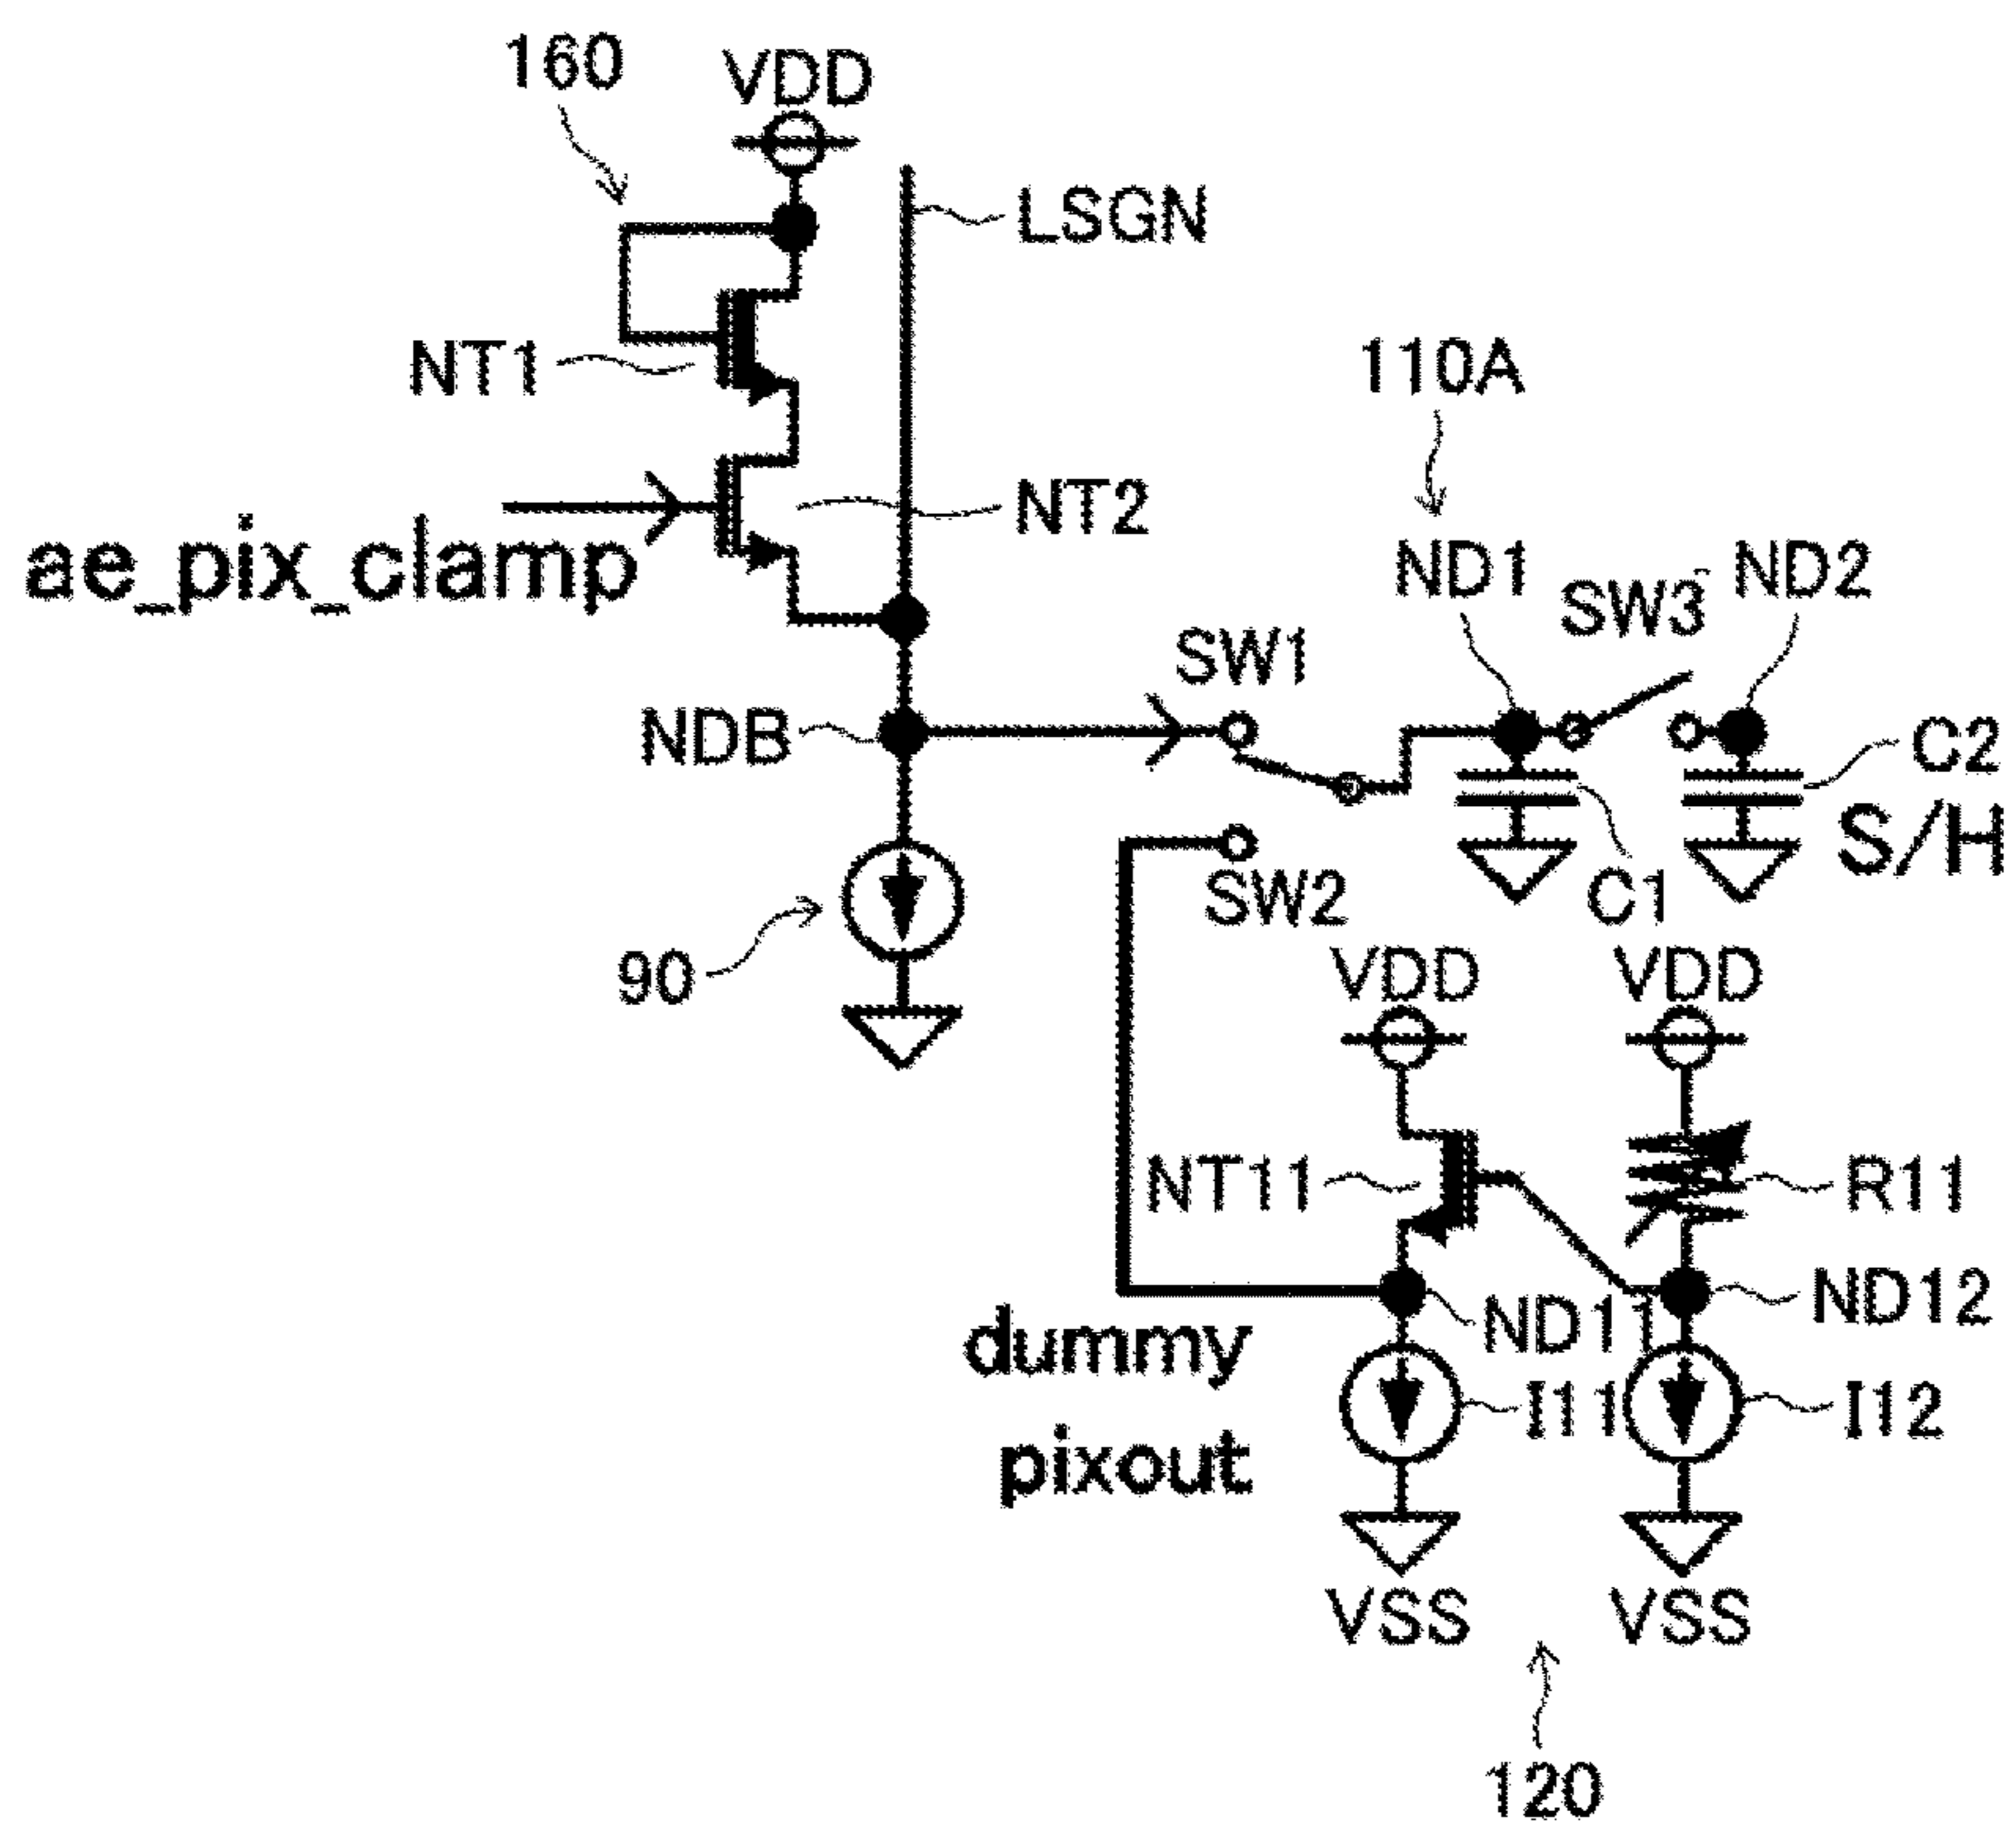 160
VDD
LSGN
NT1
110A
NT2
ae_pix_clamp
ND1
SW3
ND2
SW1
NDB
C2
S/H
SW2
C1
90
VDD
VDD
NT11
R11
ND11
ND12
dummy
pixout
I11
I12
VSS
VSS
120